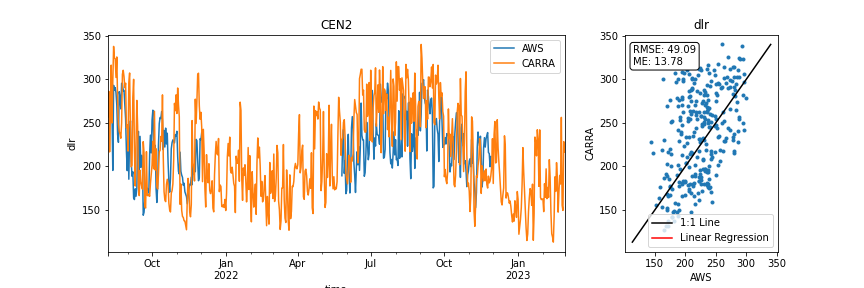 CEN2
dlr
350
300
250
200
150
dlr
AWS
CARRA
Oct
Jan
2022
Apr
Jul
Oct
Jan
2023
time
dlr
350
300
250
200
150
CARRA
RMSE: 49.09
ME: 13.78
1:1 Line
Linear Regression
150
200
250
300
350
AWS